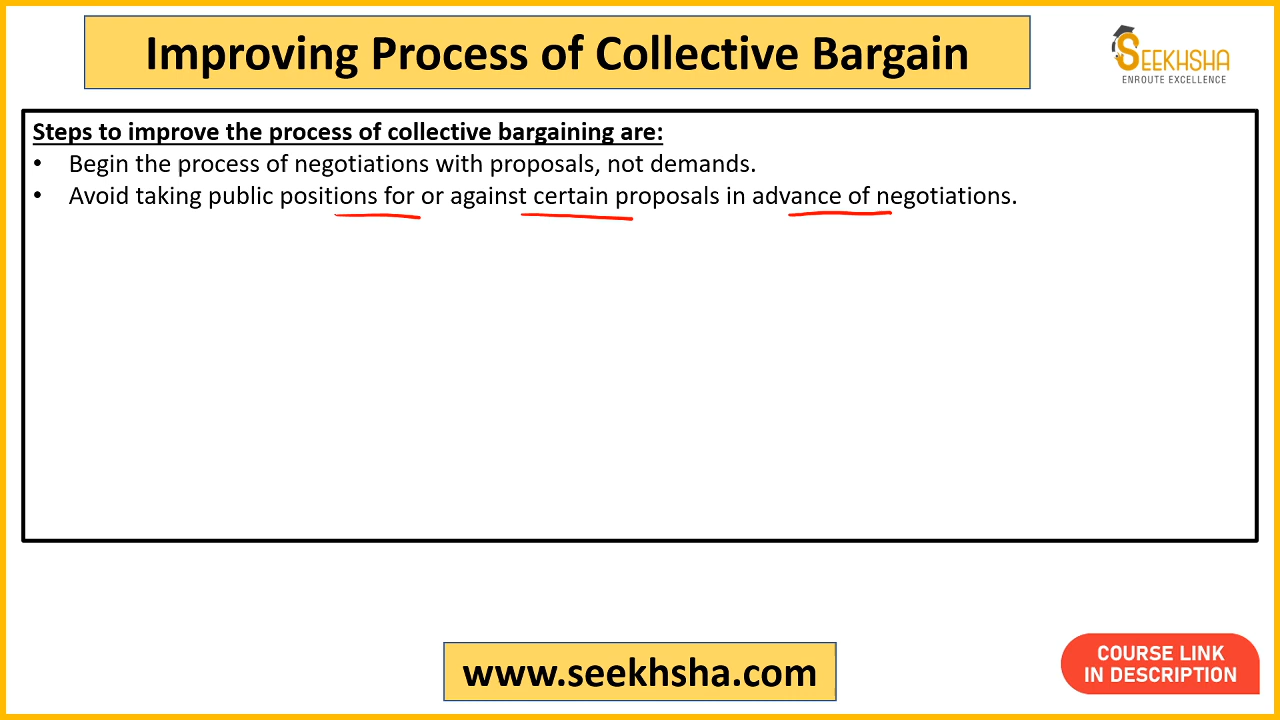 Improving Process of Collective Bargain
SEEKHSHA
ENROUTE EXCELLENCE
Steps to improve the process of collective bargaining are:
• Begin the process of negotiations with proposals, not demands.
• Avoid taking public positions for or against certain proposals in advance of negotiations.
www.seekhsha.com
COURSE LINK
IN DESCRIPTION